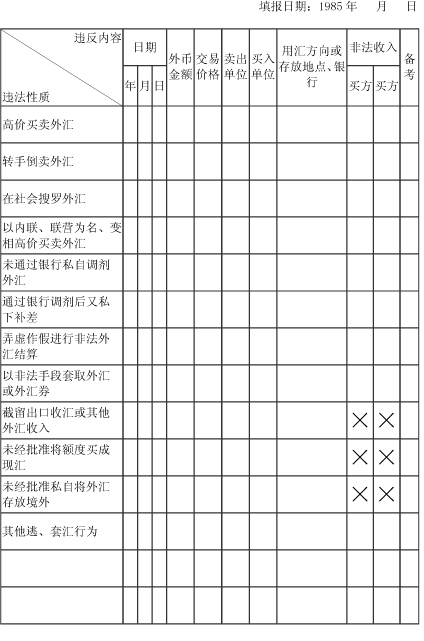 填报日期：1985年 月 日
违反内容
违法性质
日期
年 月 日
外币
金额
交易
价格
卖出
单位
买入
单位
用汇方向或
存放地点、银
行
非法收入
买方 买方
备
考
高价买卖外汇
转手倒卖外汇
在社会搜罗外汇
以内联、联营为名、变
相高价买卖外汇
未通过银行私自调剂
外汇
通过银行调剂后又私
下补差
弄虚作假进行非法外
汇结算
以非法手段套取外汇
或外汇券
截留出口收汇或其他
外汇收入
未经批准将额度买成
现汇
未经批准私自将外汇
存放境外
其他逃、套汇行为